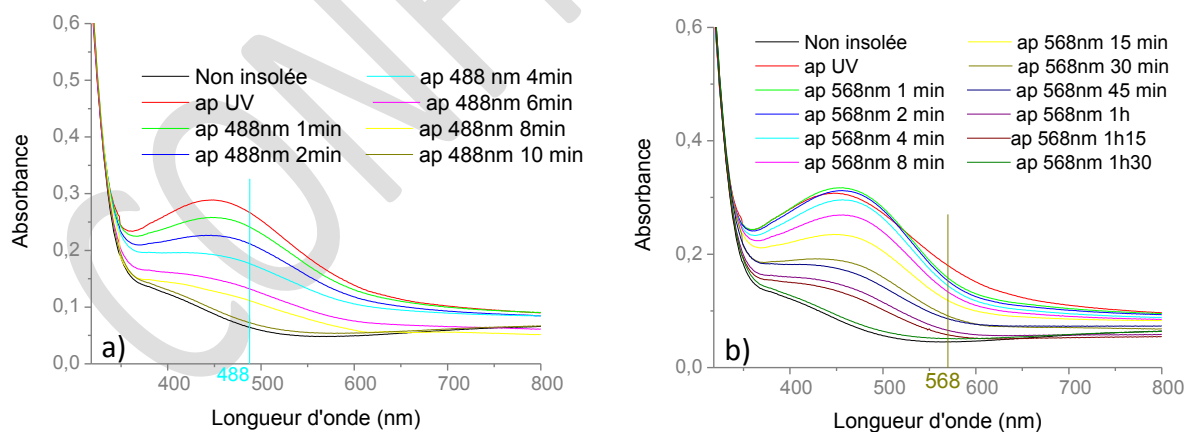 0,6
0,5
0,4
0,3
0,2
0,1
0,0
Absorbance
Non insolée
ap UV
ap 488nm 1min
ap 488nm 2min
ap 488 nm 4min
ap 488nm 6min
ap 488nm 8min
ap 488nm 10 min
a)
488
400 500 600 700 800
Longueur d'onde (nm)
0,6
0,4
0,2
0,0
Absorbance
Non insolée
ap UV
ap 568nm 1 min
ap 568nm 2 min
ap 568nm 4 min
ap 568nm 8 min
ap 568nm 15 min
ap 568nm 30 min
ap 568nm 45 min
ap 568nm 1h
ap 568nm 1h15
ap 568nm 1h30
b)
568
400 500 600 700 800
Longueur d'onde (nm)